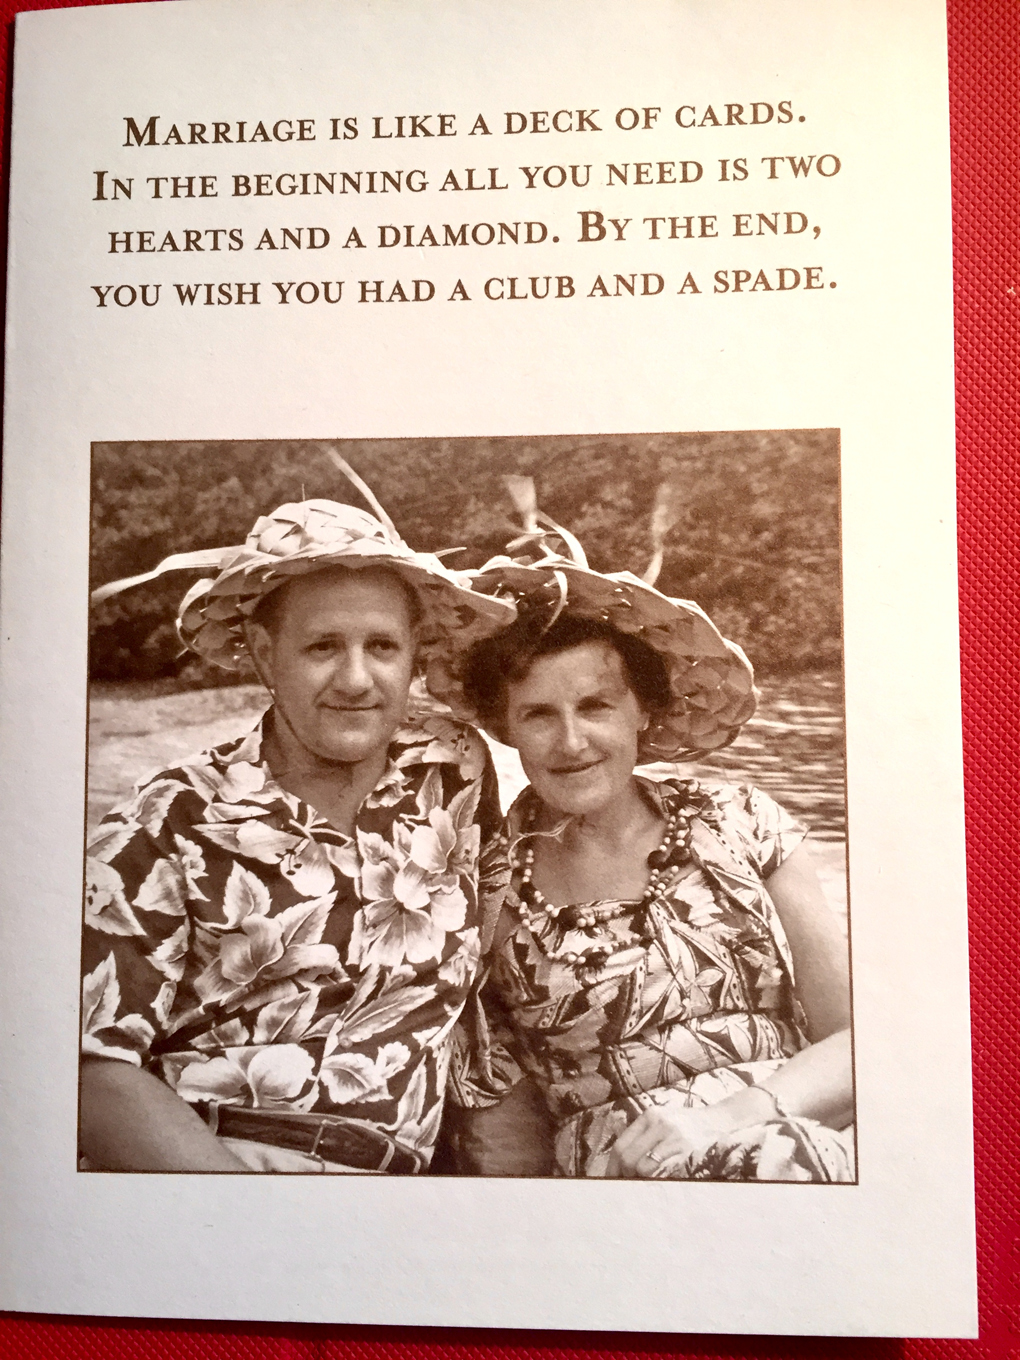 MARRIAGE IS LIKE A DECK OF CARDS.
IN THE BEGINNING ALL YOU NEED IS TWO
HEARTS AND A DIAMOND. BY THE END,
YOU WISH YOU HAD A CLUB AND A SPADE.